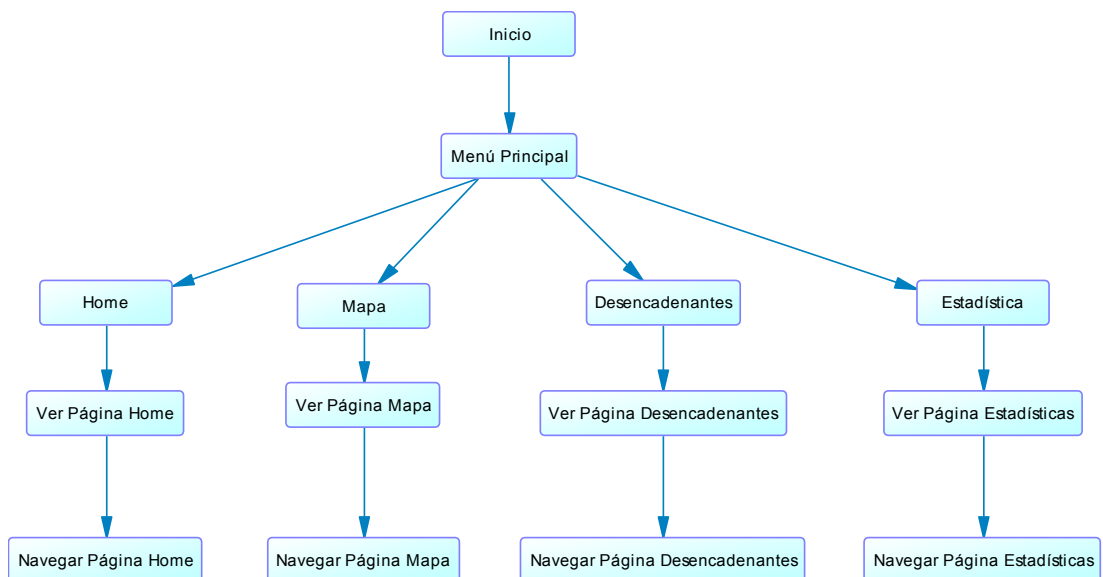 Inicio
Menú Principal
Home
Mapa
Desencadenantes
Estadística
Ver Página Home
Ver Página Mapa
Ver Página Desencadenantes
Ver Página Estadísticas
Navegar Página Home
Navegar Página Mapa
Navegar Página Desencadenantes
Navegar Página Estadísticas